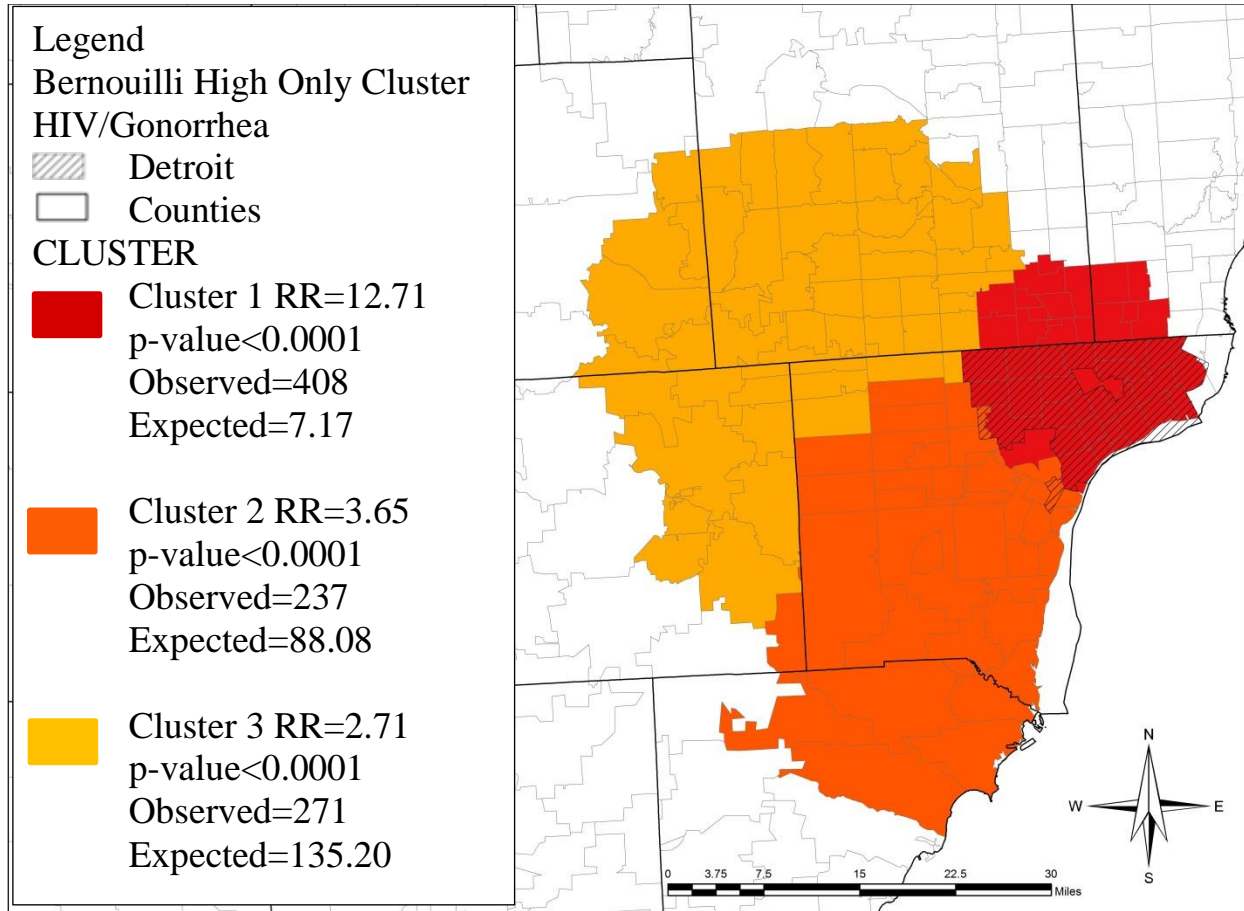 Legend
Bernouilli High Only Cluster
HIV/Gonorrhea
Detroit
Counties
CLUSTER
Cluster 1 RR=12.71
p-value<0.0001
Observed=408
Expected=7.17
Cluster 2 RR=3.65
p-value<0.0001
Observed=237
Expected=88.08
Cluster 3 RR=2.71
p-value<0.0001
Observed=271
Expected=135.20
N
W E
S
0 3.75 7.5 15 22.5 30
Miles